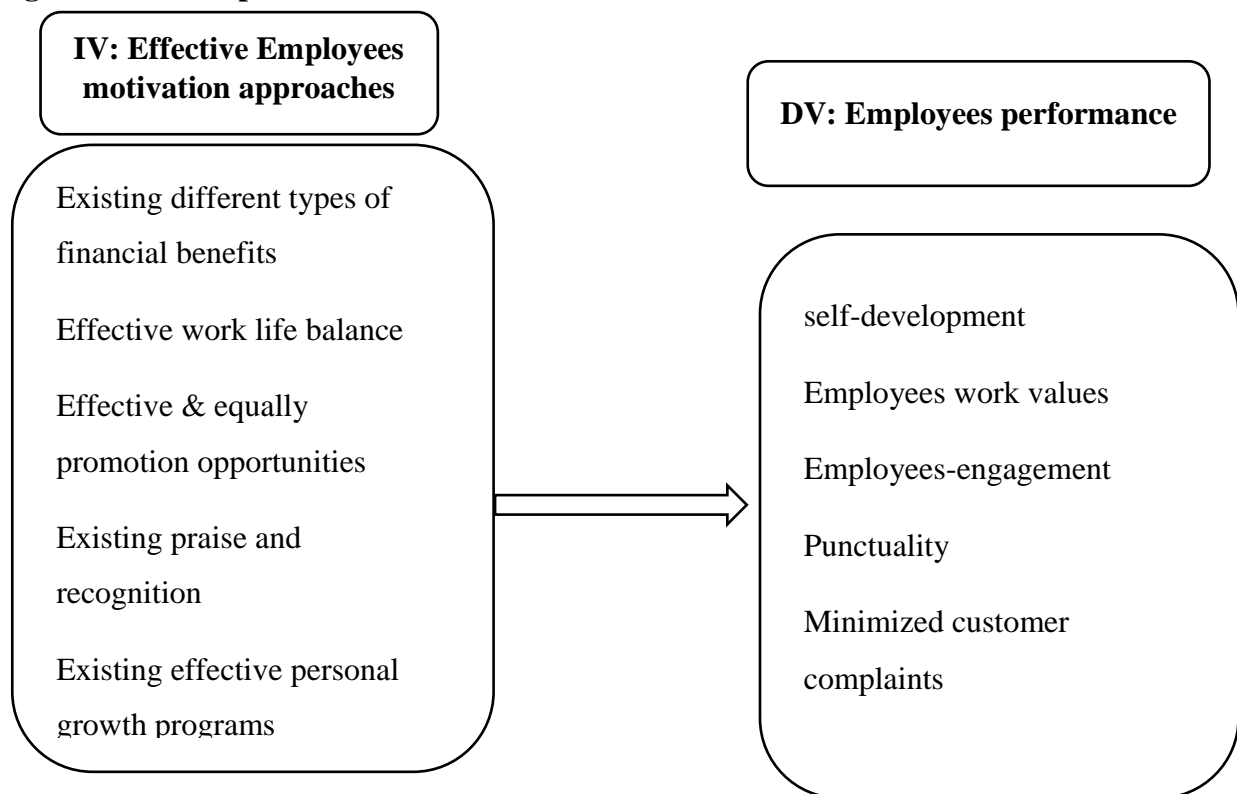 IV: Effective Employees
motivation approaches
Existing different types of
financial benefits
Effective work life balance
Effective & equally
promotion opportunities
Existing praise and
recognition
Existing effective personal
growth programs
DV: Employees performance
self-development
Employees work values
Employees-engagement
Punctuality
Minimized customer
complaints